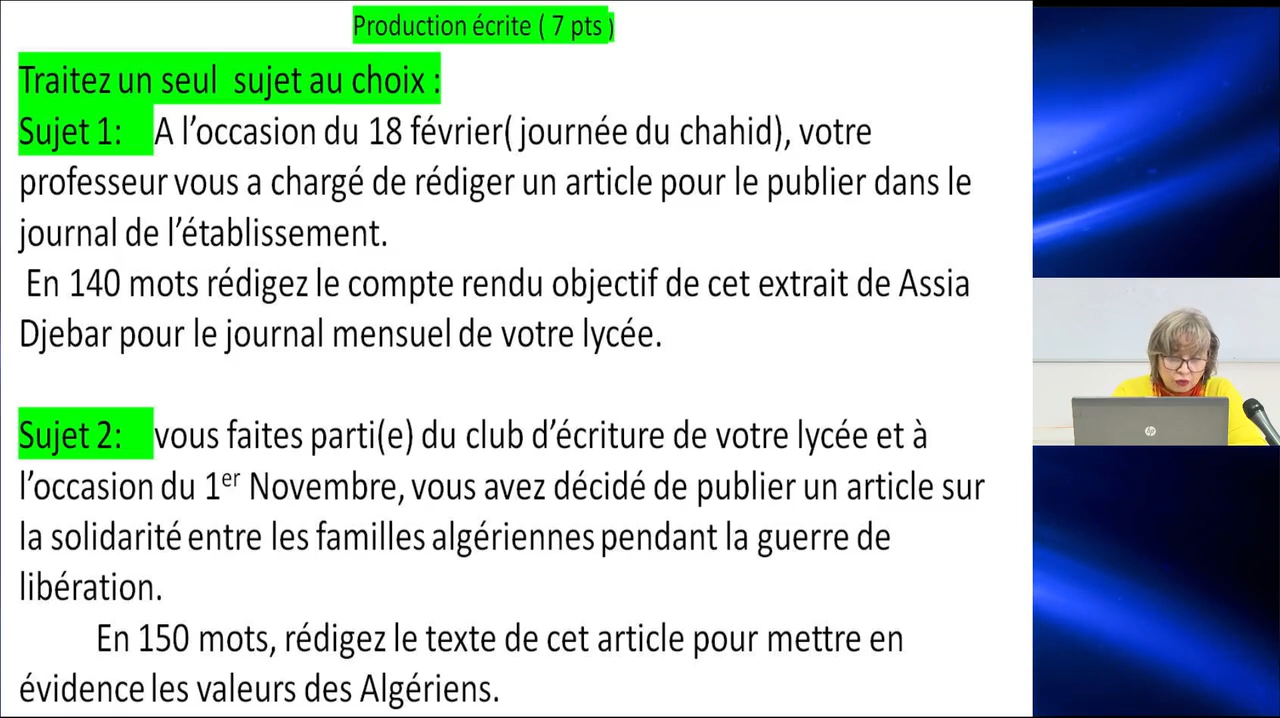 Production écrite ( 7 pts )
Traitez un seul sujet au choix :
Sujet 1: A l’occasion du 18 février( journée du chahid), votre
professeur vous a chargé de rédiger un article pour le publier dans le
journal de l’établissement.
En 140 mots rédigez le compte rendu objectif de cet extrait de Assia
Djebar pour le journal mensuel de votre lycée.
Sujet 2: vous faites parti(e) du club d’écriture de votre lycée et à
l’occasion du 1er Novembre, vous avez décidé de publier un article sur
la solidarité entre les familles algériennes pendant la guerre de
libération.
En 150 mots, rédigez le texte de cet article pour mettre en
évidence les valeurs des Algériens.
hp